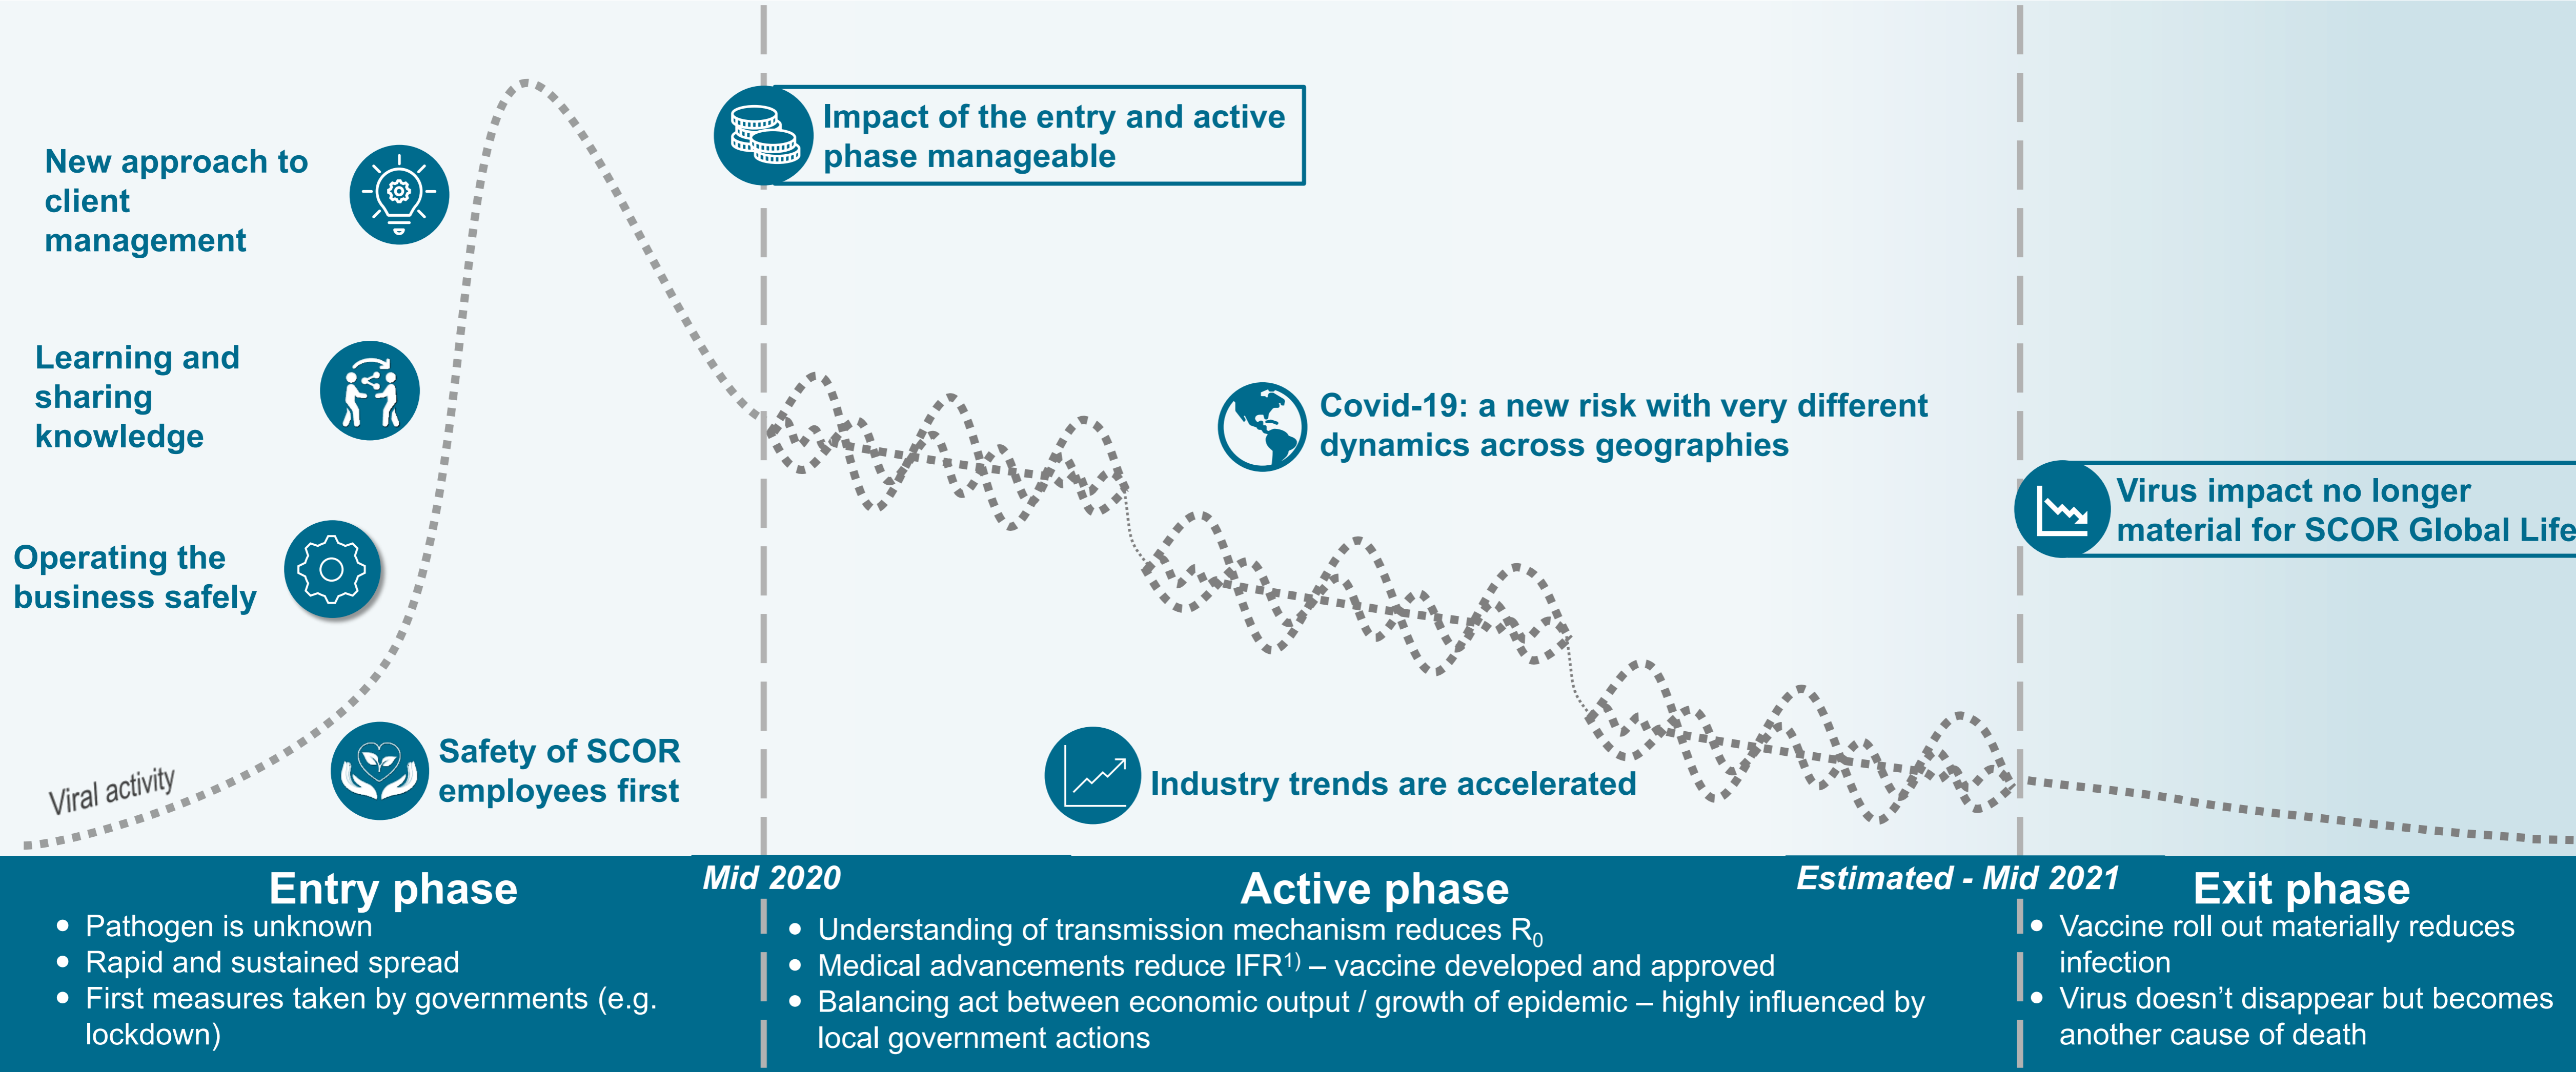 New approach to
client
management
Learning and
sharing
knowledge
Operating the
business safely
Viral activity
Safety of SCOR
employees first
Impact of the entry and active
phase manageable
Covid-19: a new risk with very different
dynamics across geographies
Industry trends are accelerated
Virus impact no longer
material for SCOR Global Life
Entry phase
• Pathogen is unknown
• Rapid and sustained spread
• First measures taken by governments (e.g.
lockdown)
Mid 2020
Active phase
• Understanding of transmission mechanism reduces R₀
• Medical advancements reduce IFR¹⁾ – vaccine developed and approved
• Balancing act between economic output / growth of epidemic – highly influenced by
local government actions
Estimated - Mid 2021
Exit phase
• Vaccine roll out materially reduces
infection
• Virus doesn’t disappear but becomes
another cause of death